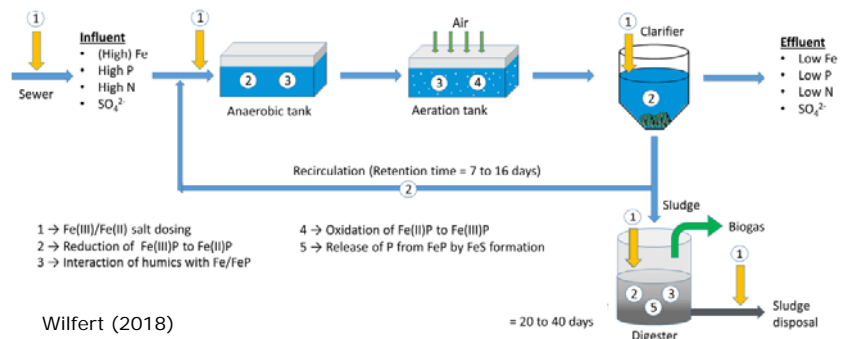 1
1
1
Influent
• (High) Fe
• High P
• High N
• SO₄²⁻
Sewer
2 3
Anaerobic tank
Air
3 4
Aeration tank
Clarifier
2
Effluent
• Low Fe
• Low P
• Low N
• SO₄²⁻
Recirculation (Retention time = 7 to 16 days)
2
Sludge
1 → Fe(III)/Fe(II) salt dosing
2 → Reduction of Fe(III)P to Fe(II)P
3 → Interaction of humics with Fe/FeP
4 → Oxidation of Fe(II)P to Fe(III)P
5 → Release of P from FeP by FeS formation
1
Biogas
1
2 3
5
Sludge
disposal
Wilfert (2018)
= 20 to 40 days
Digester